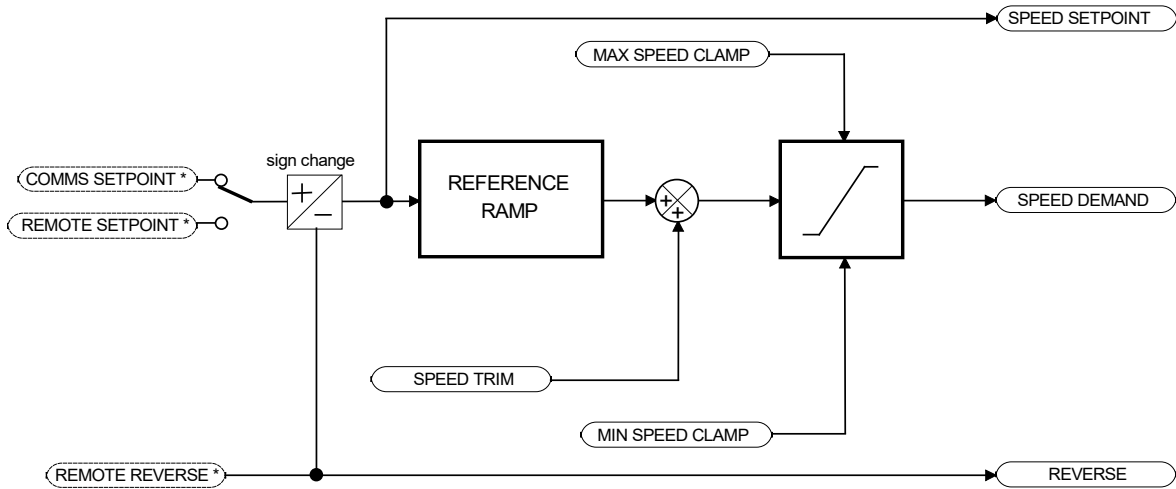 SPEED SETPOINT
MAX SPEED CLAMP
sign change
COMMS SETPOINT *
+
−
REFERENCE
RAMP
+
+
SPEED DEMAND
REMOTE SETPOINT *
SPEED TRIM
MIN SPEED CLAMP
REMOTE REVERSE *
REVERSE